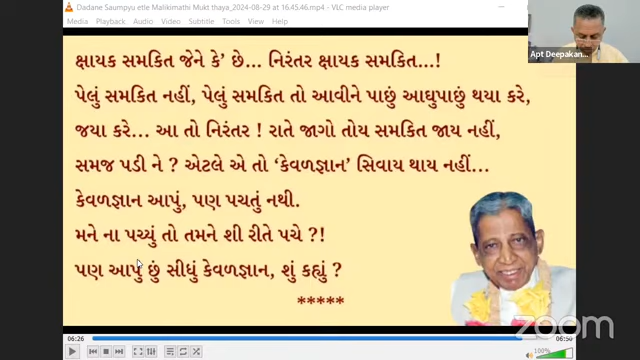 Dadane Saumpyu etle Malikimathi Mukt thaya_2024-08-29 at 16.45.46.mp4 - VLC media player
Media Playback Audio Video Subtitle Tools View Help
Apt Deepakan...
ક્ષાયક સમકિત જેને કે' છે... નિરંતર ક્ષાયક સમકિત...!
પેલું સમકિત નહીં, પેલું સમકિત તો આવીને પાછું આઘુપાછું થયા કરે,
જયા કરે... આ તો નિરંતર ! રાતે જાગો તોય સમકિત જાય નહીં,
સમજ પડી ને ? એટલે એ તો 'કેવળજ્ઞાન' સિવાય થાય નહીં...
કેવળજ્ઞાન આપું, પણ પચતું નથી.
મને ના પચ્યું તો તમને શી રીતે પચે ?!
પણ આપું છું સીધું કેવળજ્ઞાન, શું કહ્યું ?
*****
06:26
06:50
100%
zoom